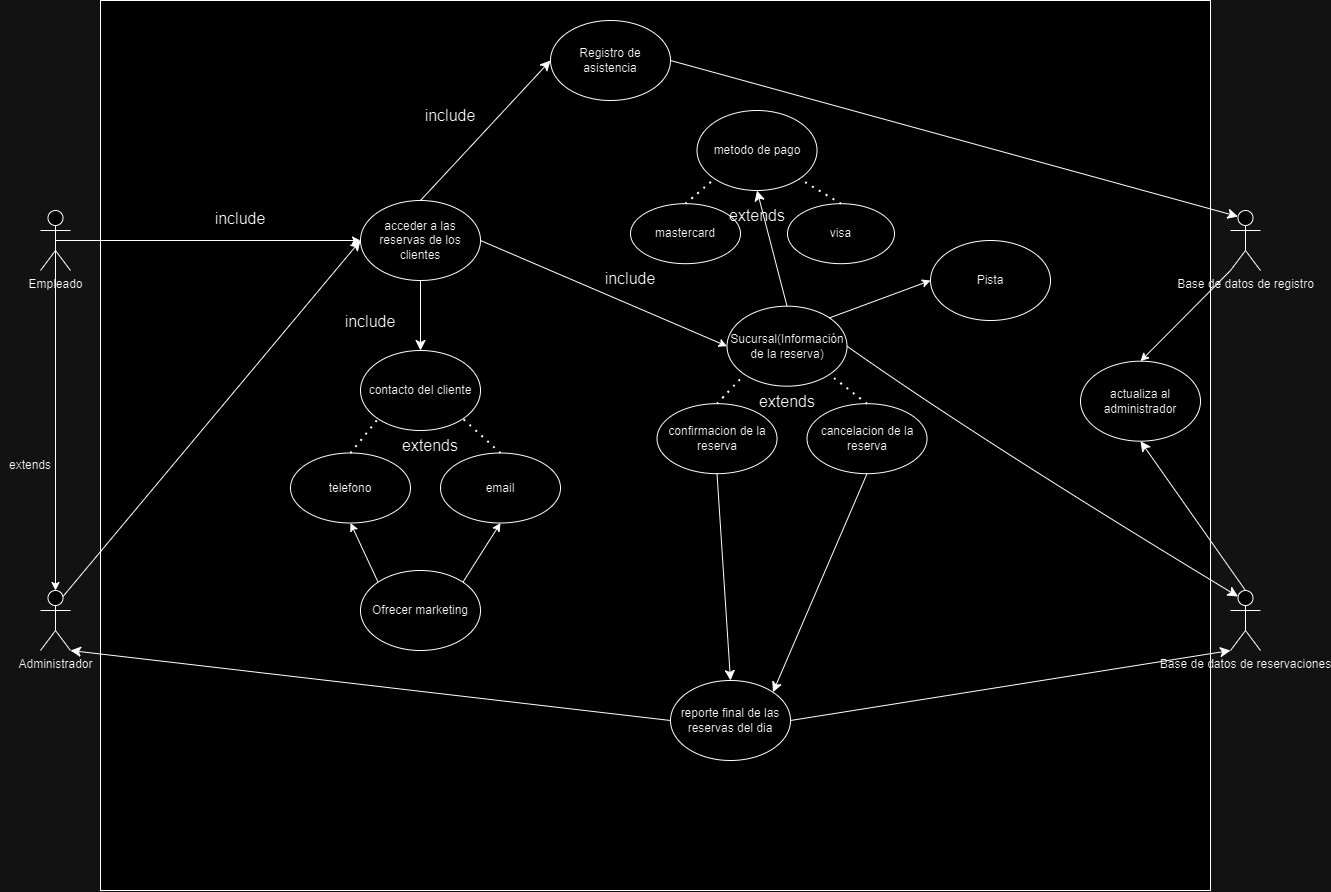 Registro de
asistencia
include
metodo de pago
include
extends
mastercard
visa
acceder a las
reservas de los
clientes
Empleado
include
Pista
Base de datos de registro
include
Sucursal(Información
de la reserva)
contacto del cliente
actualiza al
administrador
extends
confirmacion de la
reserva
cancelacion de la
reserva
extends
extends
telefono
email
Ofrecer marketing
Administrador
Base de datos de reservaciones
reporte final de las
reservas del dia